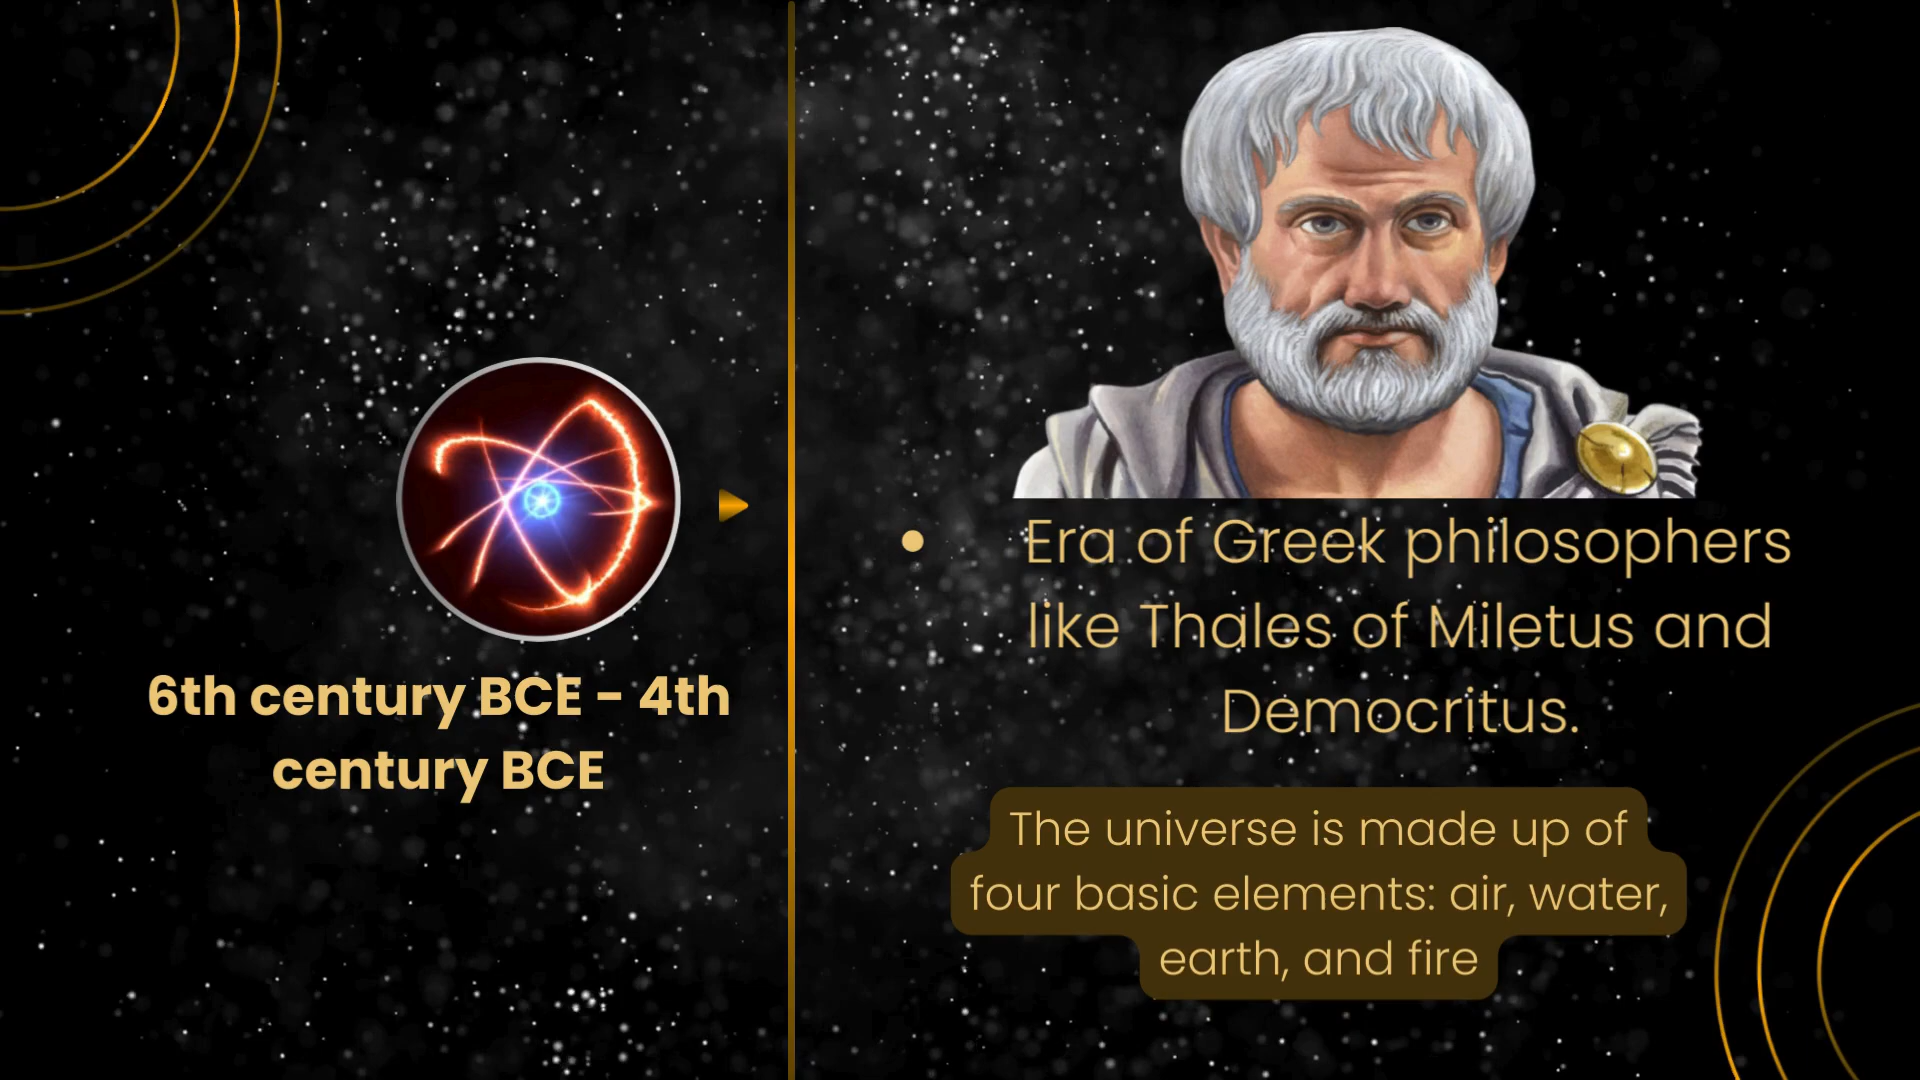 6th century BCE – 4th
century BCE
• Era of Greek philosophers
like Thales of Miletus and
Democritus.
The universe is made up of
four basic elements: air, water,
earth, and fire